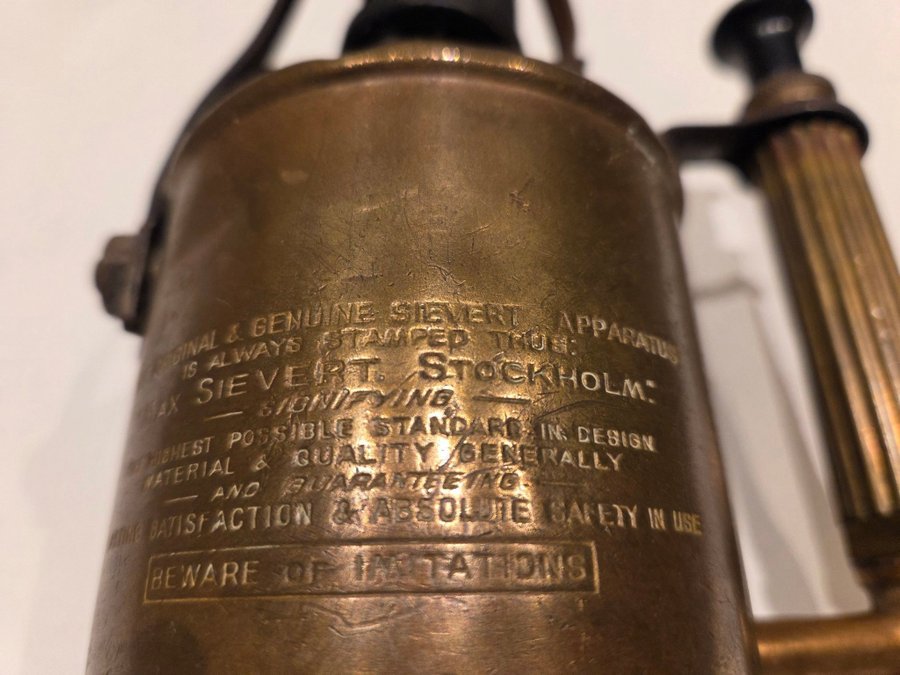 ORIGINAL & GENUINE SIEVERT APPARATUS
IS ALWAYS STAMPED THUS:
MAX SIEVERT. STOCKHOLM:
— SIGNIFYING —
HIGHEST POSSIBLE STANDARD IN DESIGN
MATERIAL & QUALITY GENERALLY
— AND GUARANTEEING —
SATISFACTION & ABSOLUTE SAFETY IN USE
BEWARE OF IMITATIONS